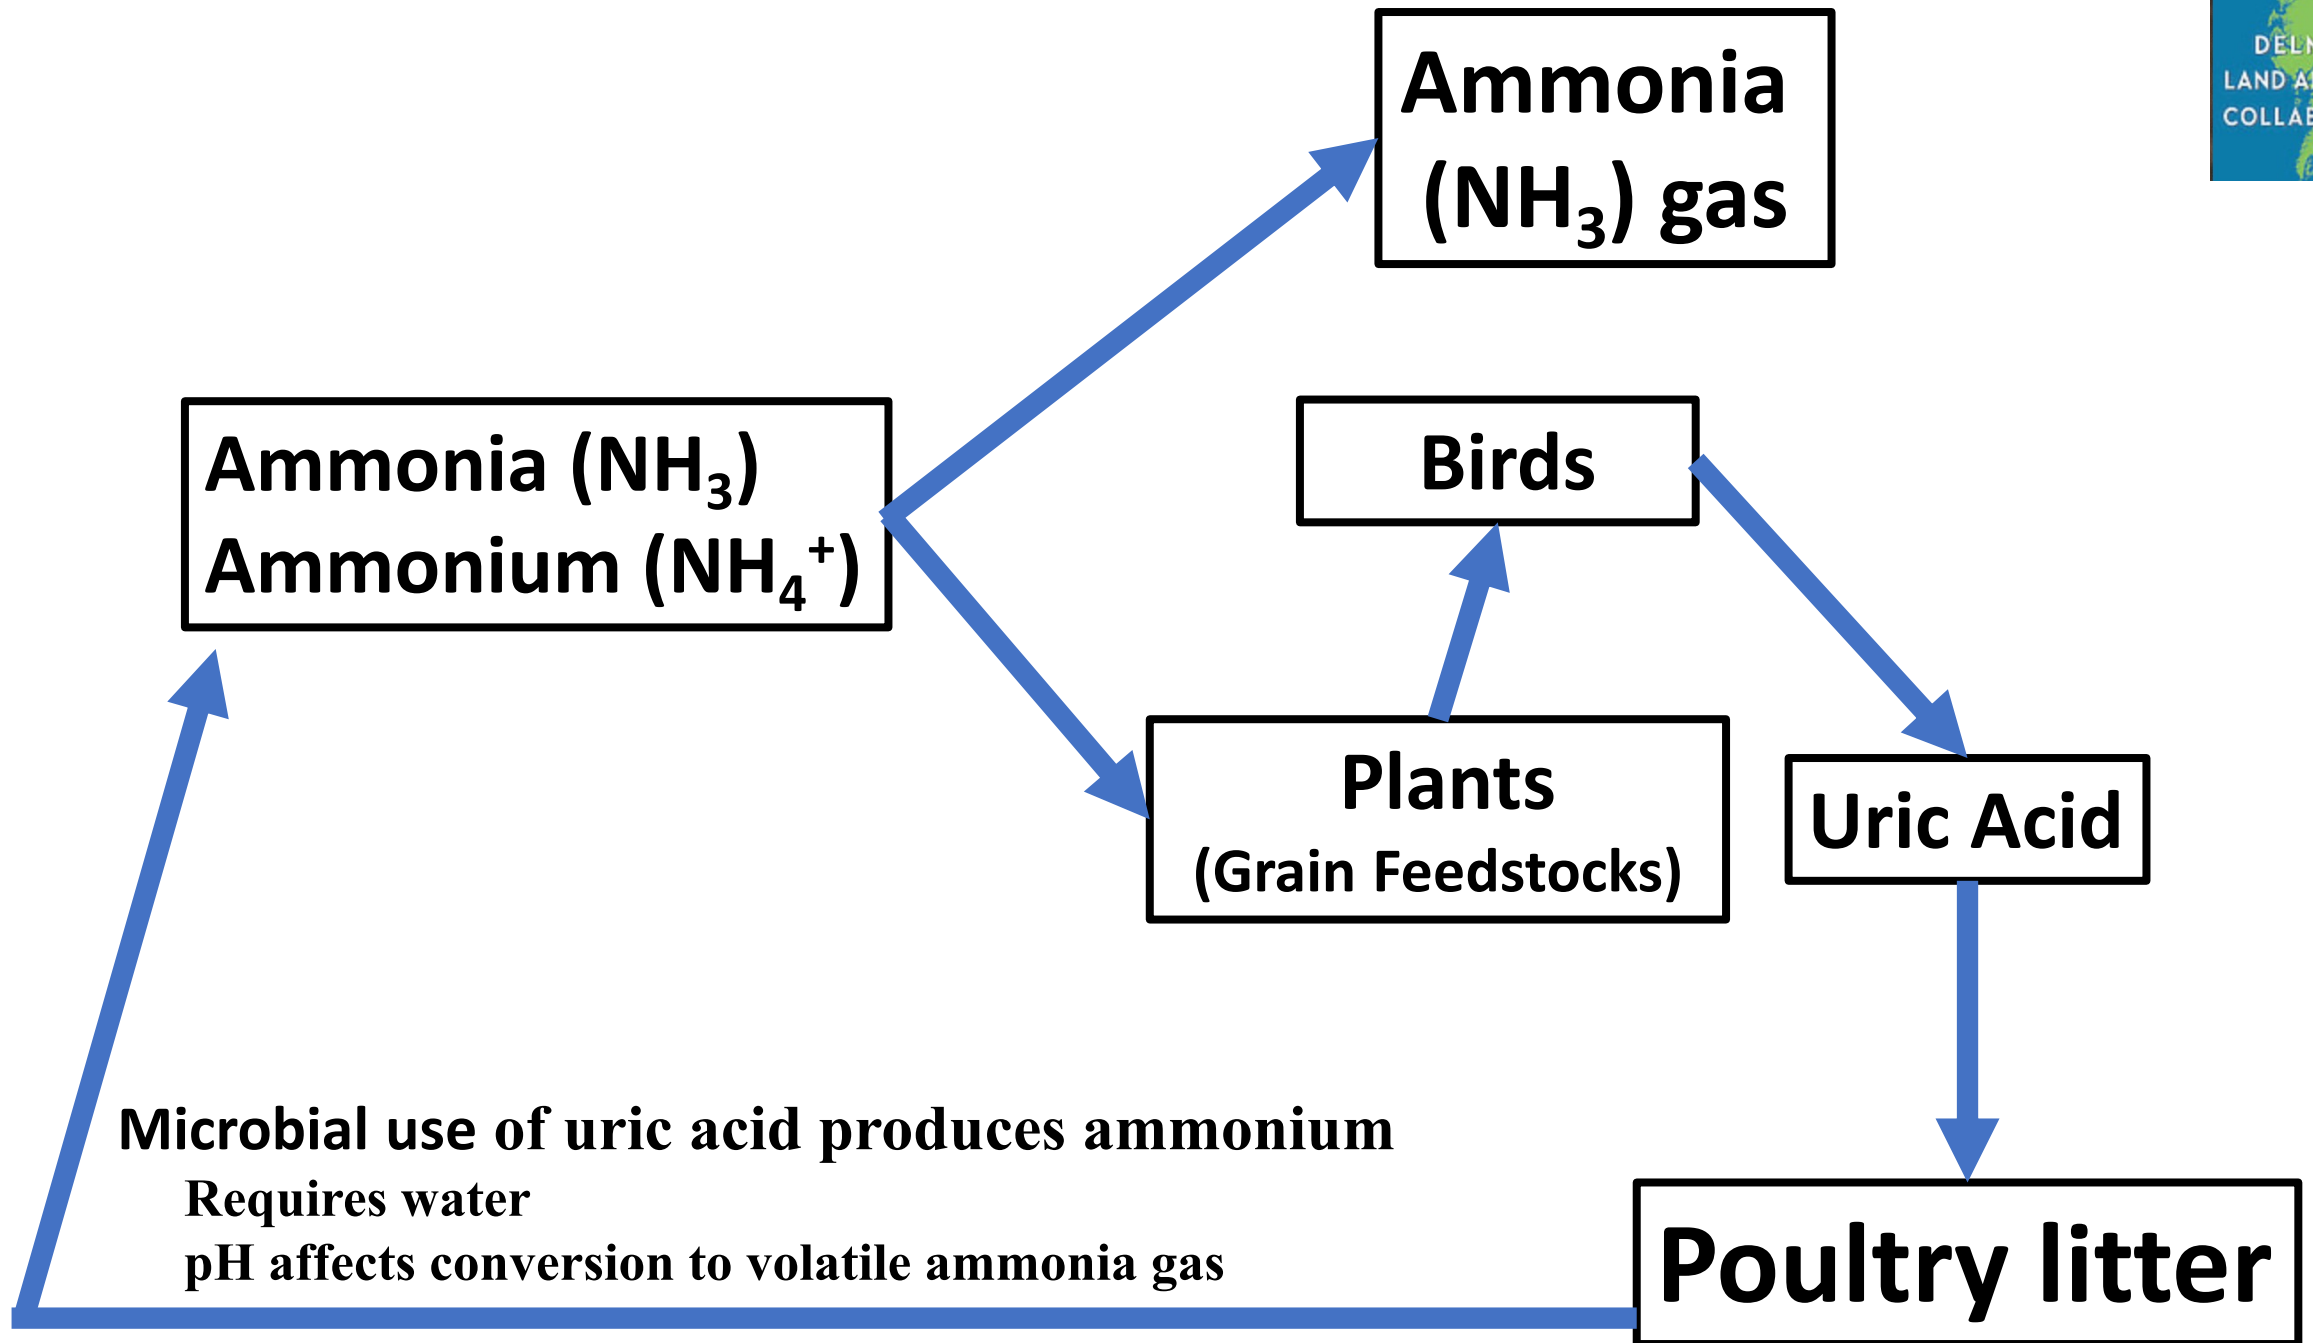 Ammonia
(NH₃) gas
LAND
Ammonia (NH₃)
Ammonium (NH₄⁺)
Birds
Plants
(Grain Feedstocks)
Uric Acid
Microbial use of uric acid produces ammonium
Requires water
pH affects conversion to volatile ammonia gas
Poultry litter